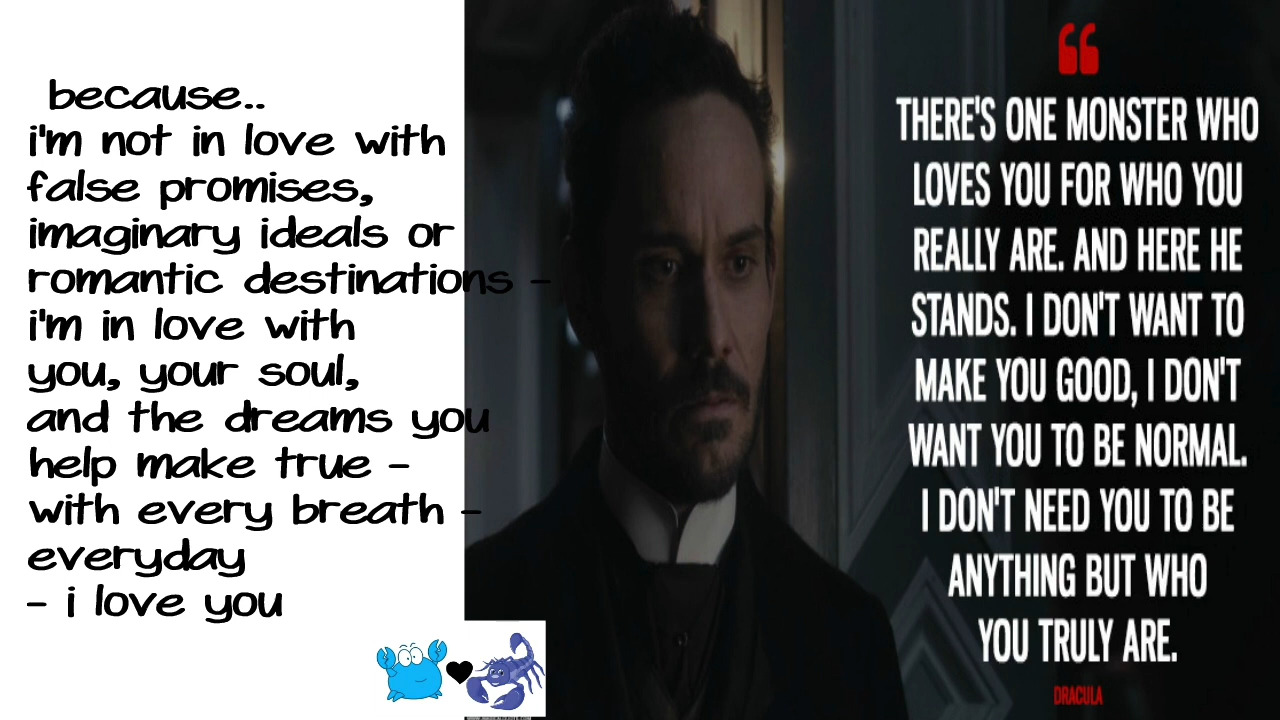 because..
i'm not in love with
false promises,
imaginary ideals or
romantic destinations -
i'm in love with
you, your soul,
and the dreams you
help make true -
with every breath -
everyday
- i love you
“
THERE'S ONE MONSTER WHO
LOVES YOU FOR WHO YOU
REALLY ARE. AND HERE HE
STANDS. I DON'T WANT TO
MAKE YOU GOOD, I DON'T
WANT YOU TO BE NORMAL.
I DON'T NEED YOU TO BE
ANYTHING BUT WHO
YOU TRULY ARE.
DRACULA